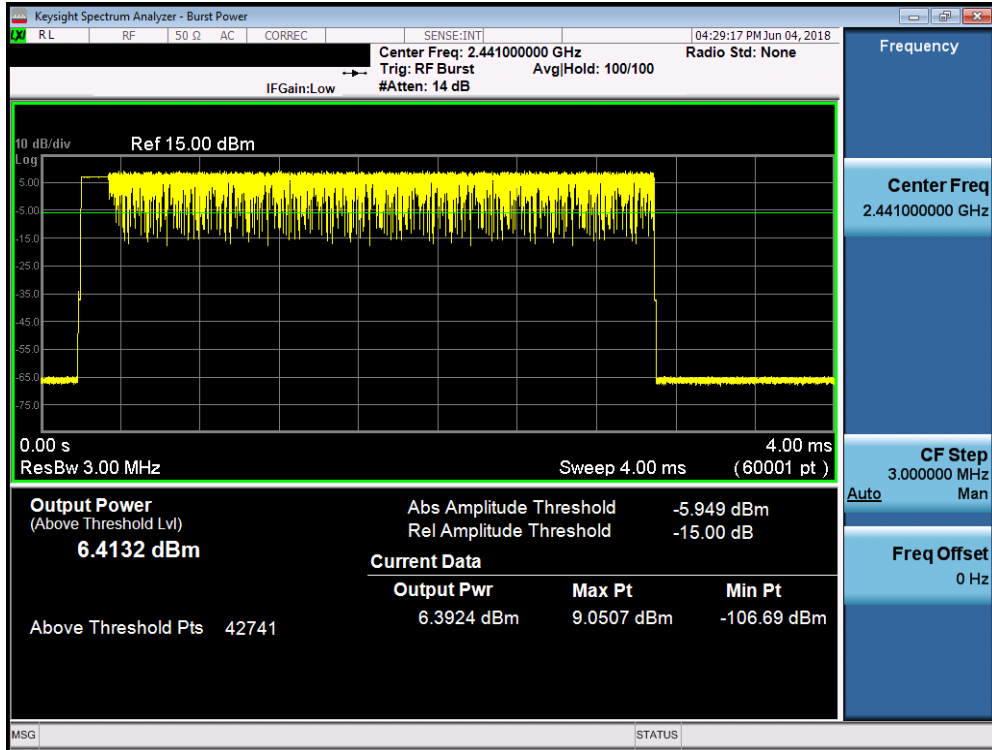 Keysight Spectrum Analyzer - Burst Power
LXI RL RF 50 Ω AC CORREC SENSE:INT 04:29:17 PM Jun 04, 2018
Center Freq: 2.441000000 GHz Radio Std: None
Trig: RF Burst Avg|Hold: 100/100
IFGain:Low #Atten: 14 dB
Frequency
10 dB/div Ref 15.00 dBm
Log
5.00
-5.00
-15.0
-25.0
-35.0
-45.0
-55.0
-65.0
-75.0
0.00 s 4.00 ms
ResBw 3.00 MHz Sweep 4.00 ms (60001 pt )
Center Freq
2.441000000 GHz
CF Step
3.000000 MHz
Auto Man
Freq Offset
0 Hz
Output Power
(Above Threshold Lvl)
6.4132 dBm
Above Threshold Pts 42741
Abs Amplitude Threshold -5.949 dBm
Rel Amplitude Threshold -15.00 dB
Current Data
Output Pwr Max Pt Min Pt
6.3924 dBm 9.0507 dBm -106.69 dBm
MSG STATUS